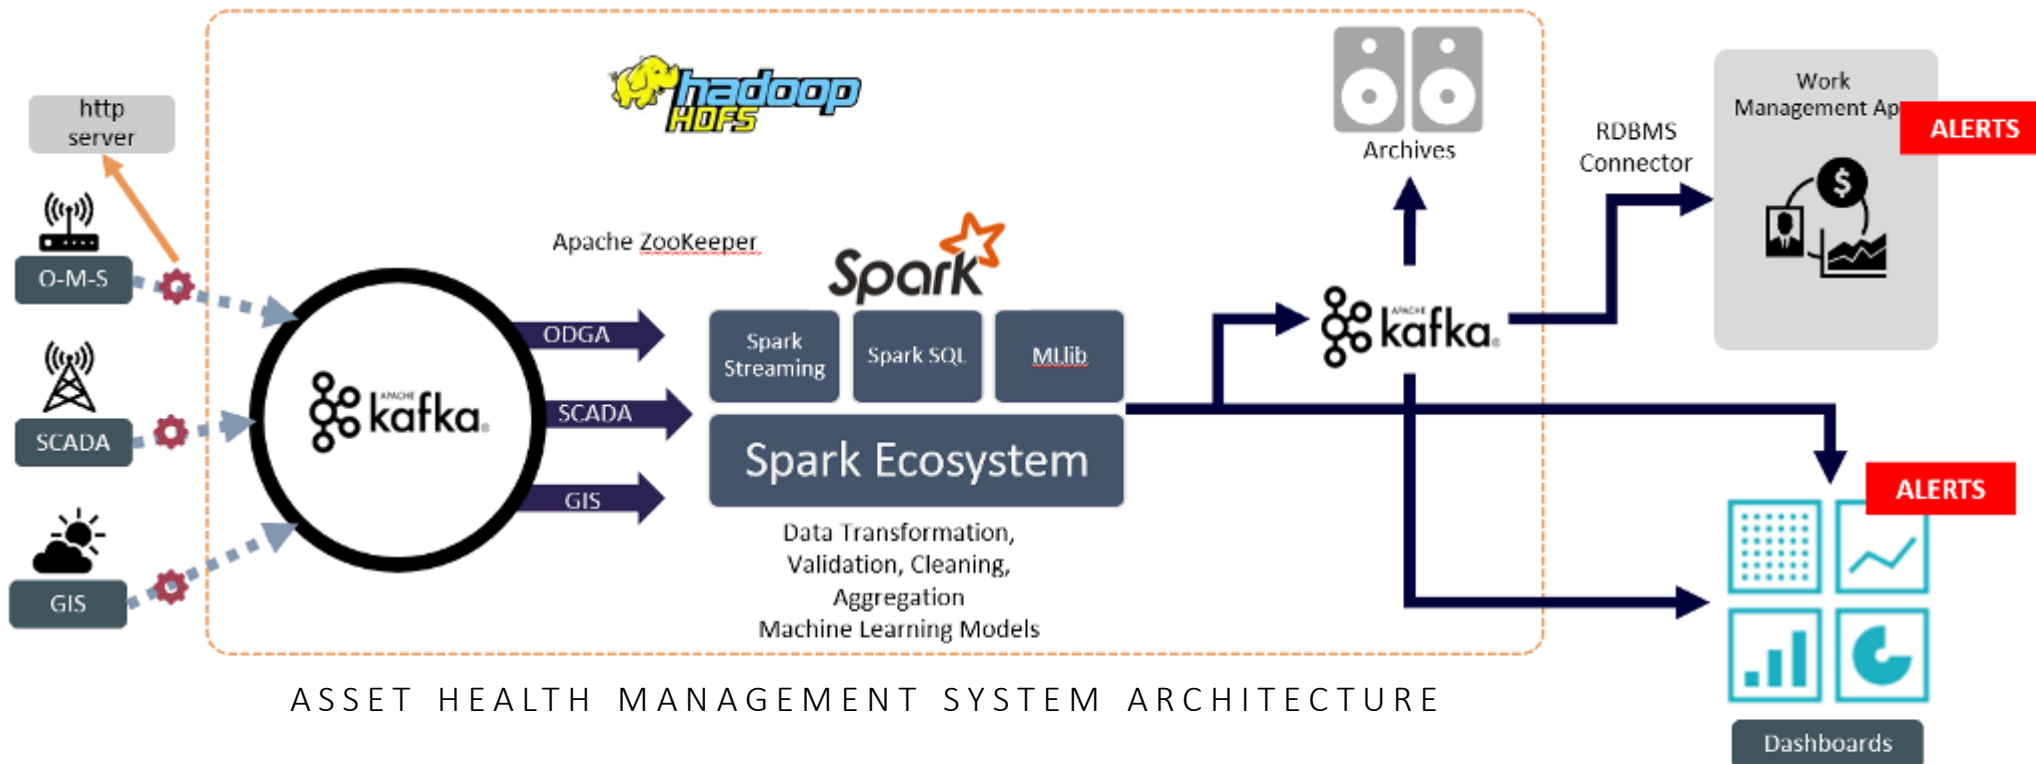 http
server
O-M-S
SCADA
GIS
hadoop
HDFS
Apache ZooKeeper
APACHE
kafka®
ODGA
SCADA
GIS
Spark
Spark
Streaming
Spark SQL
MLlib
Spark Ecosystem
Data Transformation,
Validation, Cleaning,
Aggregation
Machine Learning Models
Archives
APACHE
kafka®
RDBMS
Connector
Work
Management Ap
ALERTS
ALERTS
Dashboards
ASSET HEALTH MANAGEMENT SYSTEM ARCHITECTURE